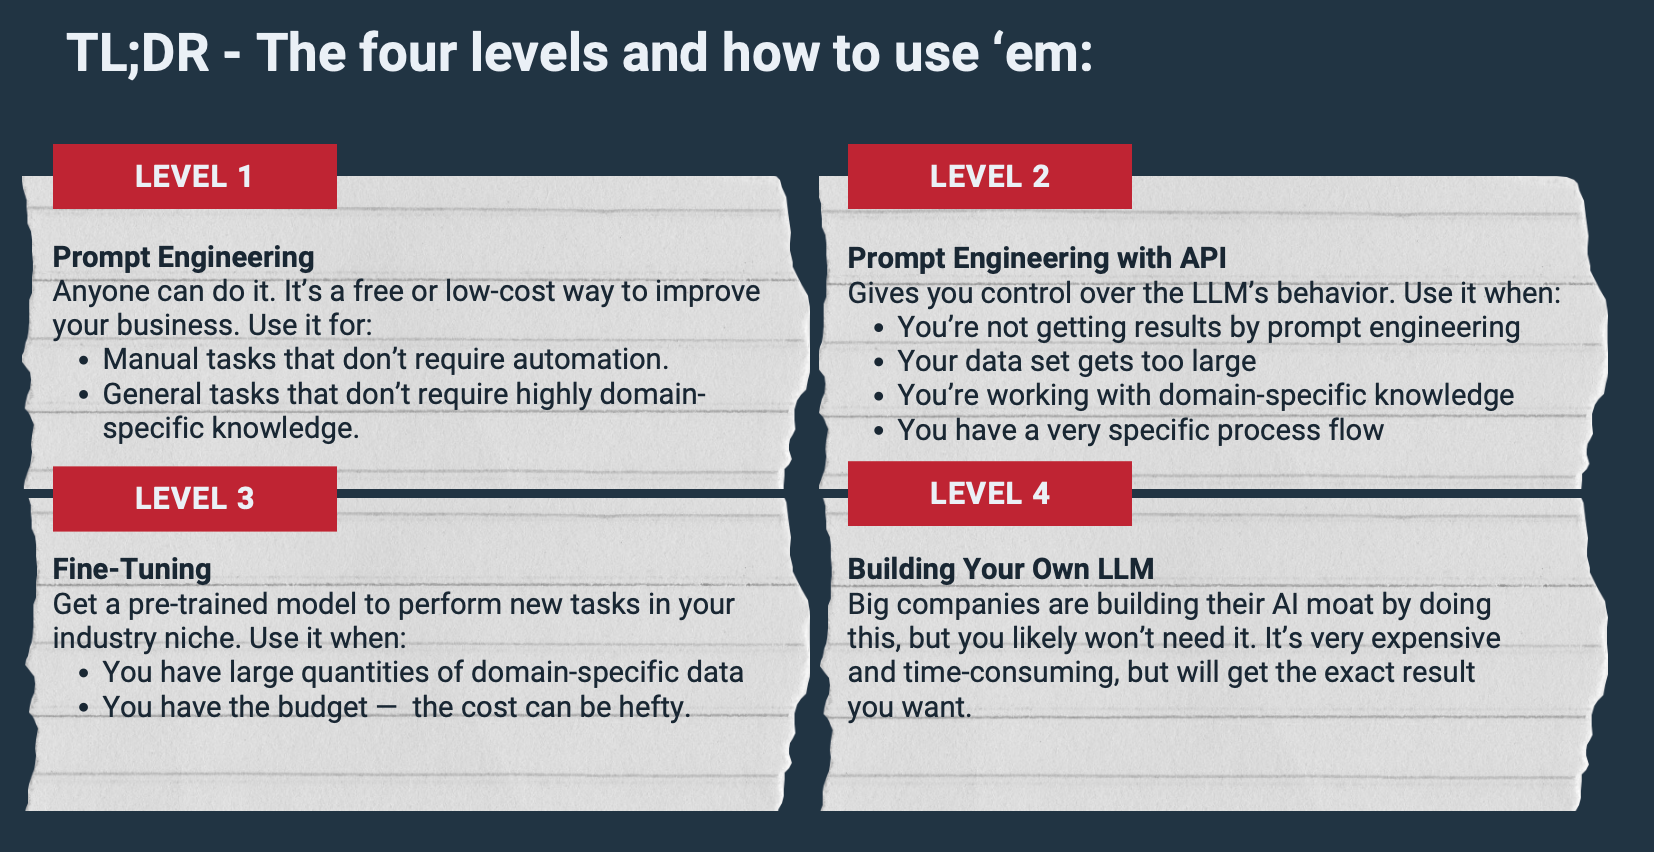 TL;DR - The four levels and how to use ‘em:
LEVEL 1
Prompt Engineering
Anyone can do it. It’s a free or low-cost way to improve
your business. Use it for:
• Manual tasks that don’t require automation.
• General tasks that don’t require highly domain-
specific knowledge.
LEVEL 2
Prompt Engineering with API
Gives you control over the LLM’s behavior. Use it when:
• You’re not getting results by prompt engineering
• Your data set gets too large
• You’re working with domain-specific knowledge
• You have a very specific process flow
LEVEL 3
Fine-Tuning
Get a pre-trained model to perform new tasks in your
industry niche. Use it when:
• You have large quantities of domain-specific data
• You have the budget —  the cost can be hefty.
LEVEL 4
Building Your Own LLM
Big companies are building their AI moat by doing
this, but you likely won’t need it. It’s very expensive
and time-consuming, but will get the exact result
you want.